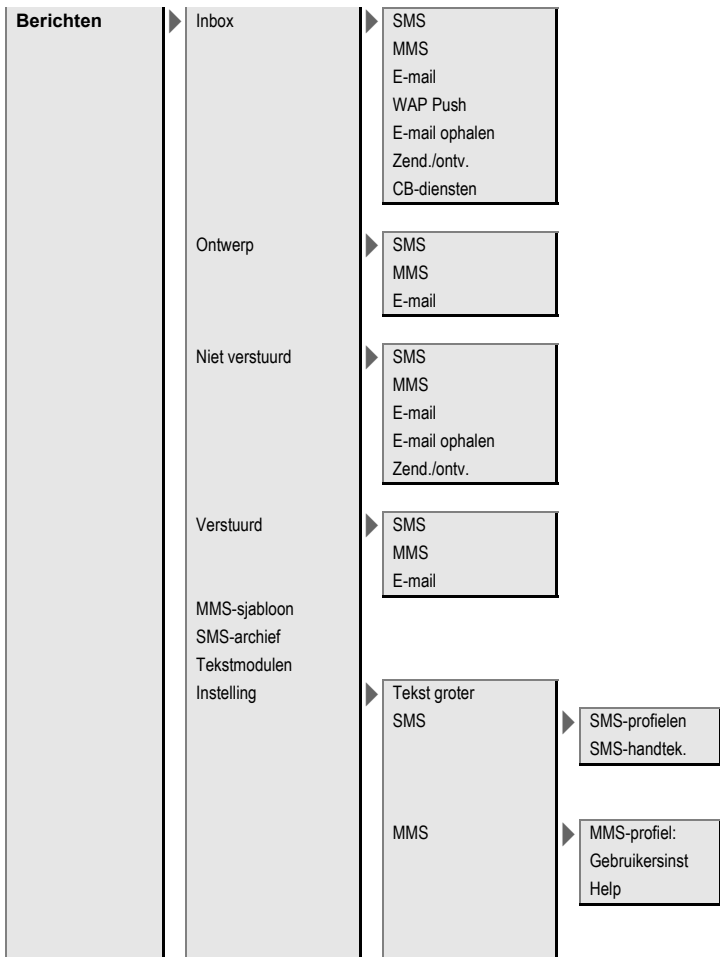 Berichten
Inbox
SMS
MMS
E-mail
WAP Push
E-mail ophalen
Zend./ontv.
CB-diensten
Ontwerp
SMS
MMS
E-mail
Niet verstuurd
SMS
MMS
E-mail
E-mail ophalen
Zend./ontv.
Verstuurd
SMS
MMS
E-mail
MMS-sjabloon
SMS-archief
Tekstmodulen
Instelling
Tekst groter
SMS
SMS-profielen
SMS-handtek.
MMS
MMS-profiel:
Gebruikersinst
Help